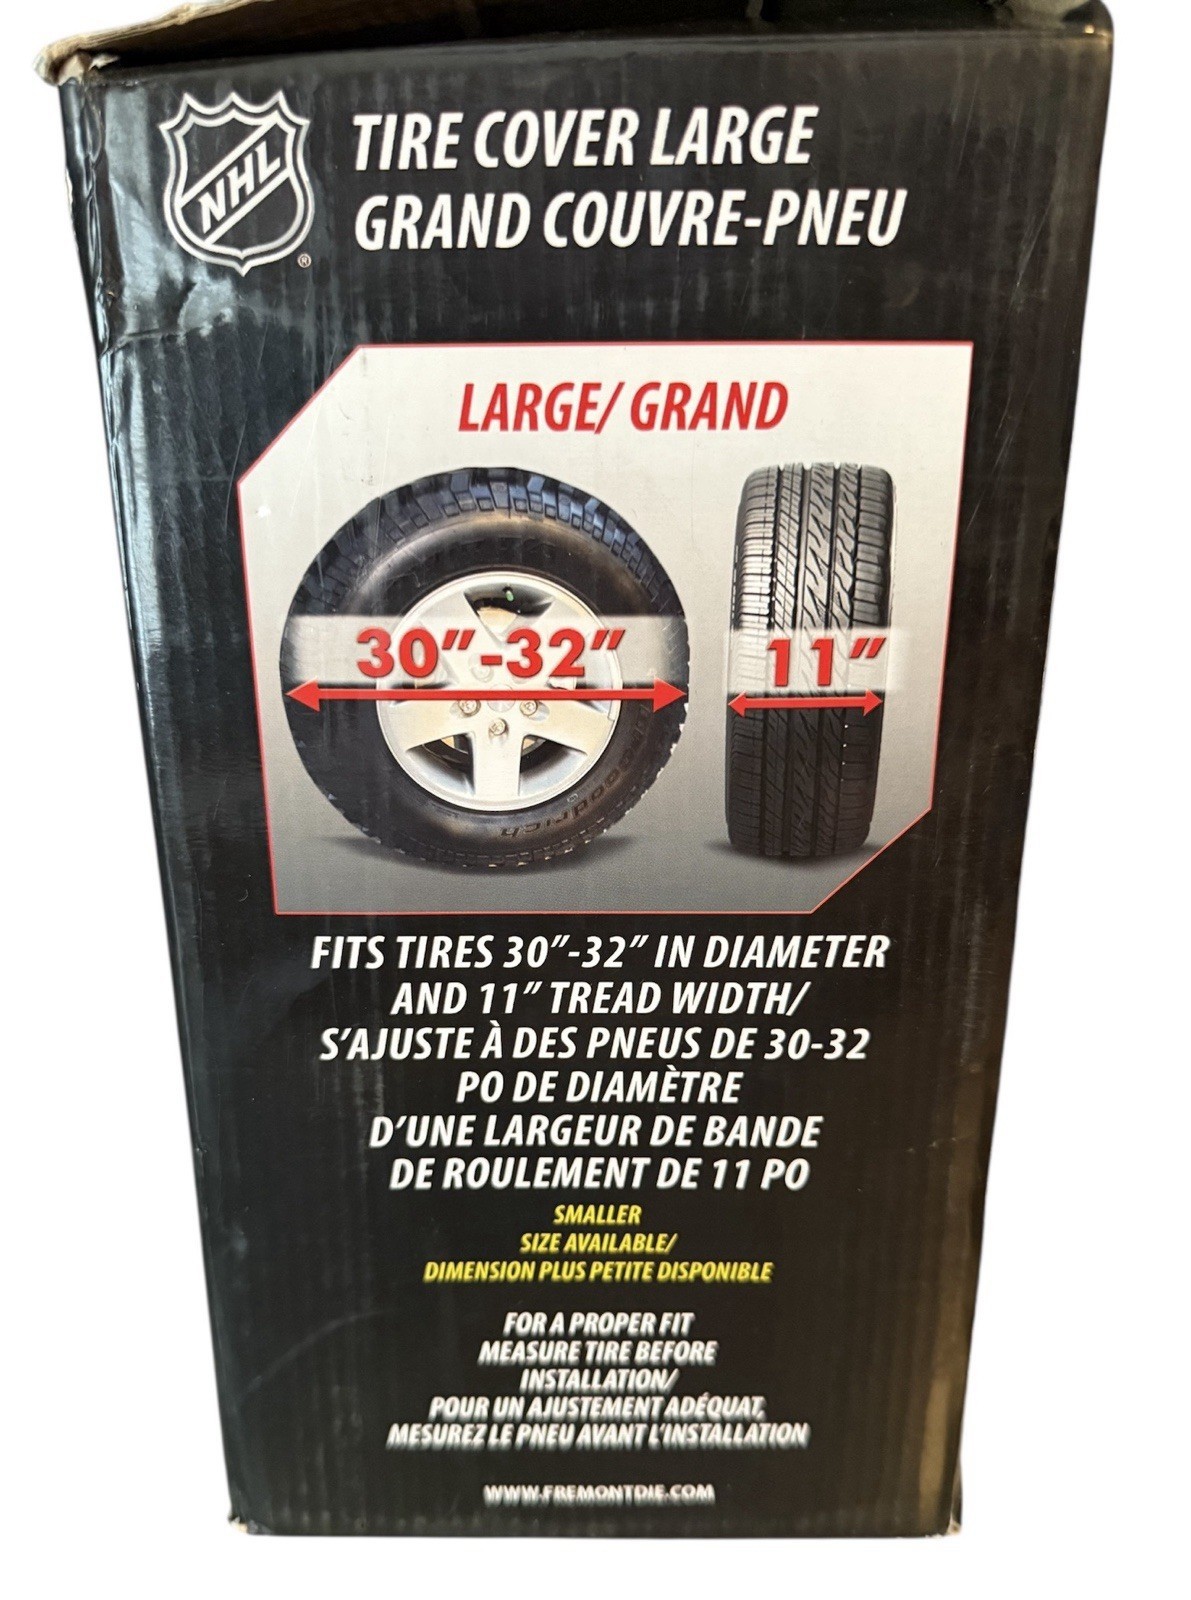 NHL
®
TIRE COVER LARGE
GRAND COUVRE-PNEU
LARGE/ GRAND
30"-32"
11"
goodrich
FITS TIRES 30"-32" IN DIAMETER
AND 11" TREAD WIDTH/
S'AJUSTE À DES PNEUS DE 30-32
PO DE DIAMÈTRE
D'UNE LARGEUR DE BANDE
DE ROULEMENT DE 11 PO
SMALLER
SIZE AVAILABLE/
DIMENSION PLUS PETITE DISPONIBLE
FOR A PROPER FIT
MEASURE TIRE BEFORE
INSTALLATION/
POUR UN AJUSTEMENT ADÉQUAT,
MESUREZ LE PNEU AVANT L'INSTALLATION
WWW.FREMONTDIE.COM